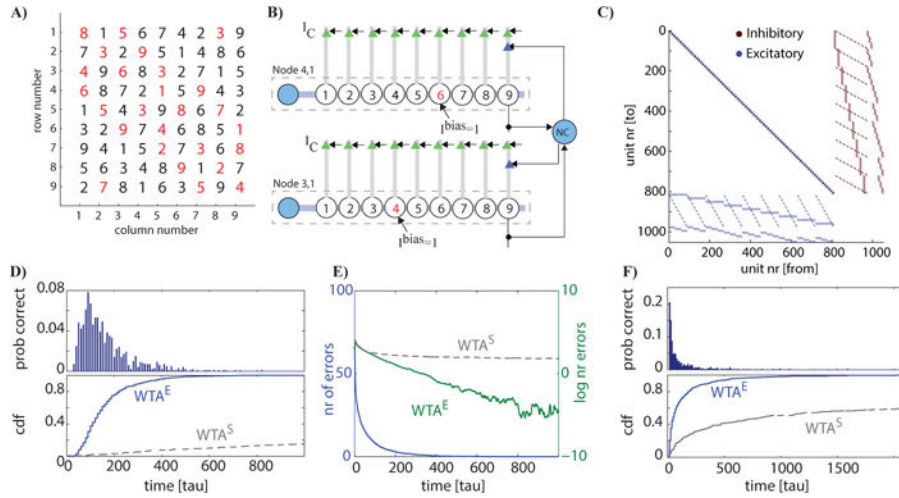 A)
row number
1 8 1 5 6 7 4 2 3 9
2 7 3 2 9 5 1 4 8 6
3 4 9 6 8 3 2 7 1 5
4 6 8 7 2 1 5 9 4 3
5 1 5 4 3 9 6 8 7 2
6 3 2 9 7 4 6 8 5 1
7 9 4 1 5 2 7 3 6 8
8 5 6 3 4 8 9 1 2 7
9 2 7 8 1 6 3 5 9 4
1 2 3 4 5 6 7 8 9
column number
B)
I_C
Node 4,1
1 2 3 4 5 6 7 8 9
I^bias=1
NC
I_C
Node 3,1
1 2 3 4 5 6 7 8 9
I^bias=1
C)
Inhibitory
Excitatory
unit nr [to]
0
200
400
600
800
1000
0 200 400 600 800 1000
unit nr [from]
D)
prob correct
0.08
0.04
0
cdf
0.8
0.4
0
WTA^E
WTA^S
0 200 400 600 800
time [tau]
E)
nr of errors
100
50
0
log nr errors
10
0
−10
WTA^S
WTA^E
0 200 400 600 800
time [tau]
F)
prob correct
0.2
0.1
0
cdf
0.8
0.4
0
WTA^E
WTA^S
0 500 1000 1500
time [tau]